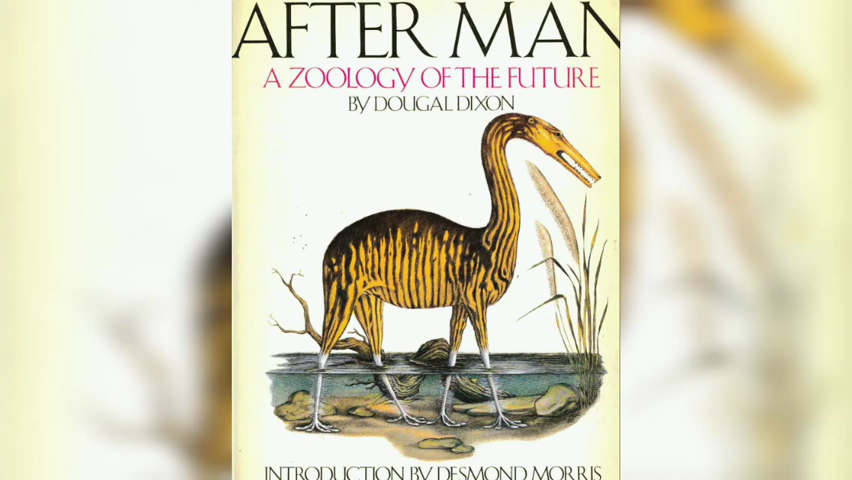 AFTER MAN
A ZOOLOGY OF THE FUTURE
BY DOUGAL DIXON
INTRODUCTION BY DESMOND MORRIS